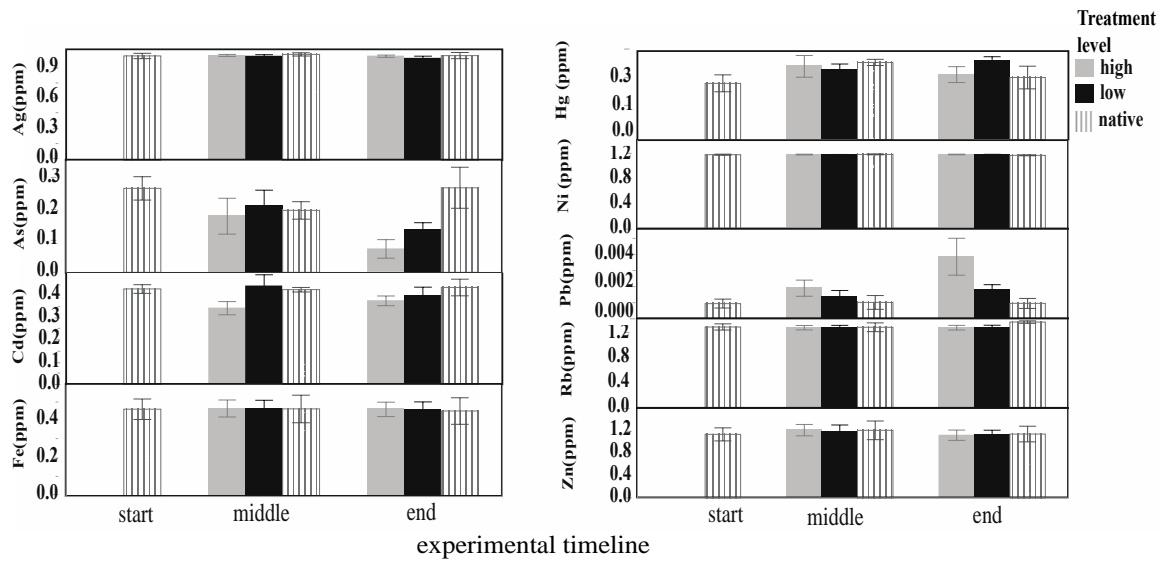 Treatment
level
high
low
native
Ag(ppm)
0.9
0.6
0.3
0.0
As(ppm)
0.3
0.2
0.1
0.0
Cd(ppm)
0.4
0.3
0.2
0.1
0.0
Fe(ppm)
0.4
0.2
0.0
start
middle
end
Hg (ppm)
0.3
0.1
0.0
Ni (ppm)
1.2
0.8
0.4
0.0
Pb(ppm)
0.004
0.002
0.000
Rb(ppm)
1.2
0.8
0.4
0.0
Zn(ppm)
1.2
0.8
0.4
0.0
start
middle
end
experimental timeline